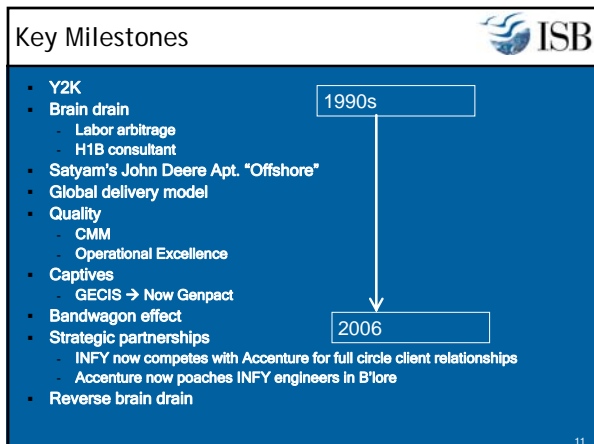 Key Milestones
ISB
▪ Y2K
▪ Brain drain
- Labor arbitrage
- H1B consultant
▪ Satyam's John Deere Apt. "Offshore"
▪ Global delivery model
▪ Quality
- CMM
- Operational Excellence
▪ Captives
- GECIS → Now Genpact
▪ Bandwagon effect
▪ Strategic partnerships
- INFY now competes with Accenture for full circle client relationships
- Accenture now poaches INFY engineers in B'lore
▪ Reverse brain drain
1990s
2006
11